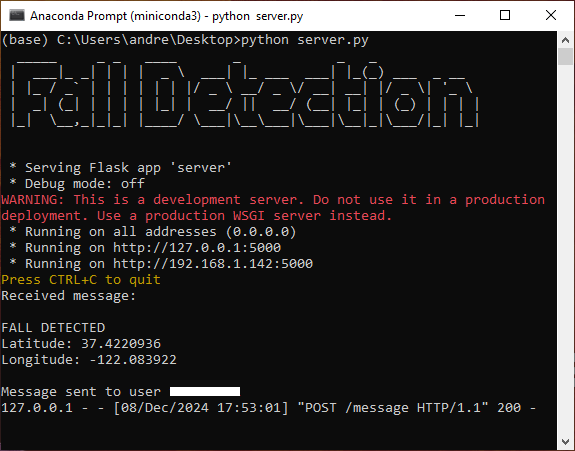 Anaconda Prompt (miniconda3) - python server.py
(base) C:\Users\andre\Desktop>python server.py
Fall Detection
* Serving Flask app 'server'
* Debug mode: off
WARNING: This is a development server. Do not use it in a production
deployment. Use a production WSGI server instead.
* Running on all addresses (0.0.0.0)
* Running on http://127.0.0.1:5000
* Running on http://192.168.1.142:5000
Press CTRL+C to quit
Received message:
FALL DETECTED
Latitude: 37.4220936
Longitude: -122.083922
Message sent to user
127.0.0.1 - - [08/Dec/2024 17:53:01] "POST /message HTTP/1.1" 200 -